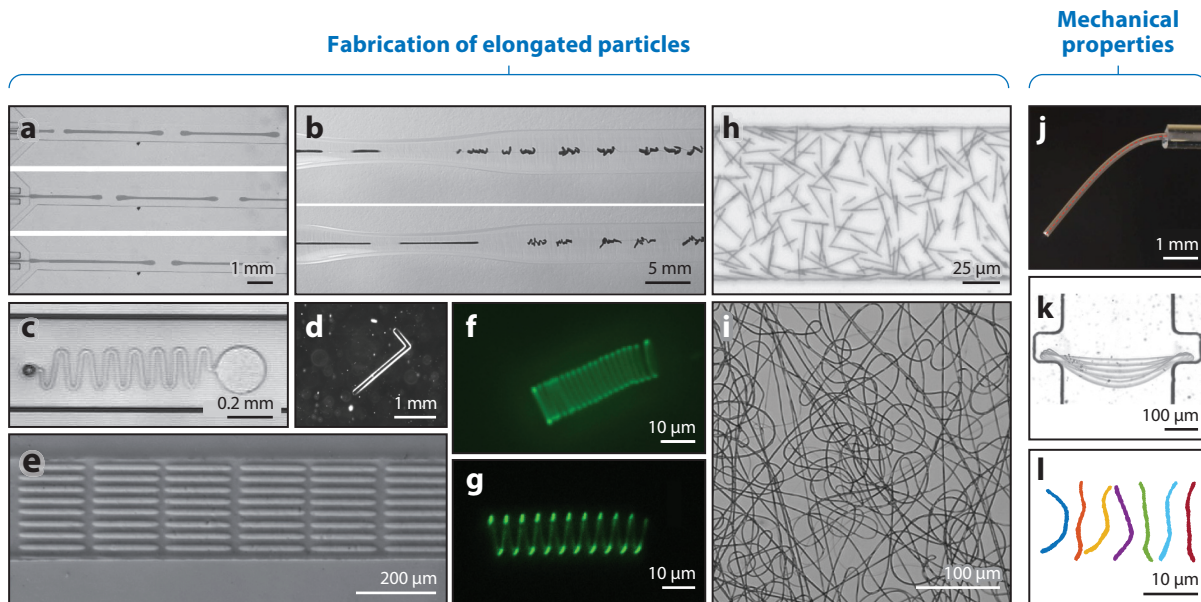 Fabrication of elongated particles
Mechanical
properties
a
1 mm
b
5 mm
h
25 µm
j
1 mm
c
0.2 mm
d
1 mm
f
10 µm
i
100 µm
k
100 µm
e
200 µm
g
10 µm
l
10 µm